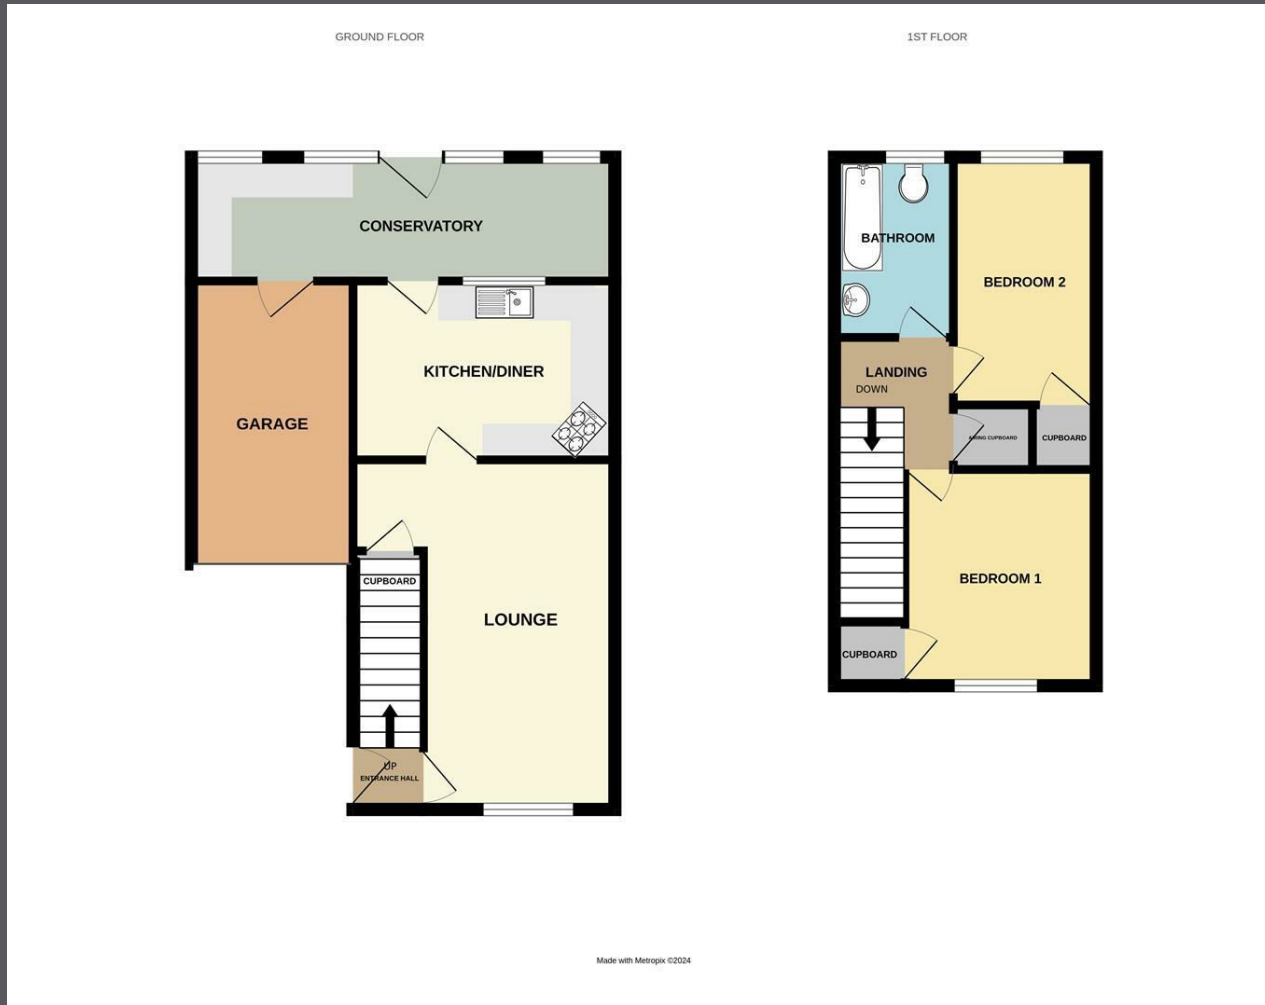 GROUND FLOOR
1ST FLOOR
CONSERVATORY
KITCHEN/DINER
GARAGE
CUPBOARD
LOUNGE
UP
ENTRANCE HALL
BATHROOM
BEDROOM 2
LANDING
DOWN
AIRING CUPBOARD
CUPBOARD
BEDROOM 1
CUPBOARD
Made with Metropix ©2024